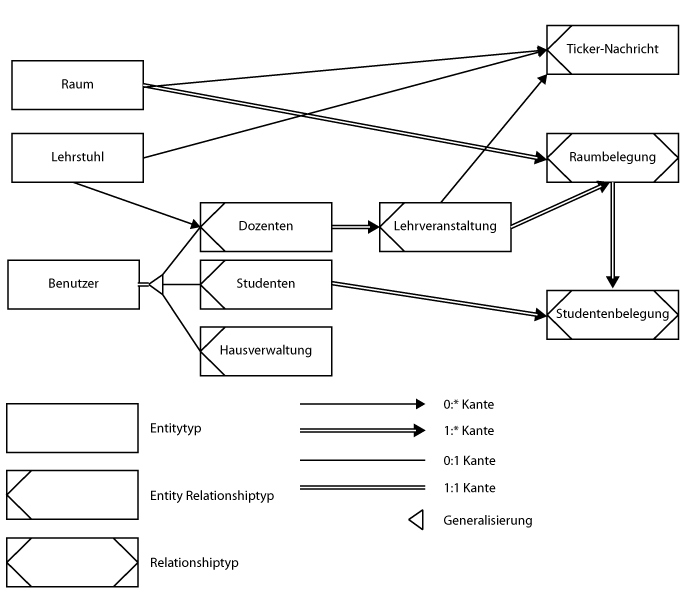 Ticker-Nachricht
Raum
Lehrstuhl
Raumbelegung
Dozenten
Lehrveranstaltung
Benutzer
Studenten
Studentenbelegung
Hausverwaltung
0:* Kante
Entitytyp
1:* Kante
0:1 Kante
Entity Relationshiptyp
1:1 Kante
Generalisierung
Relationshiptyp